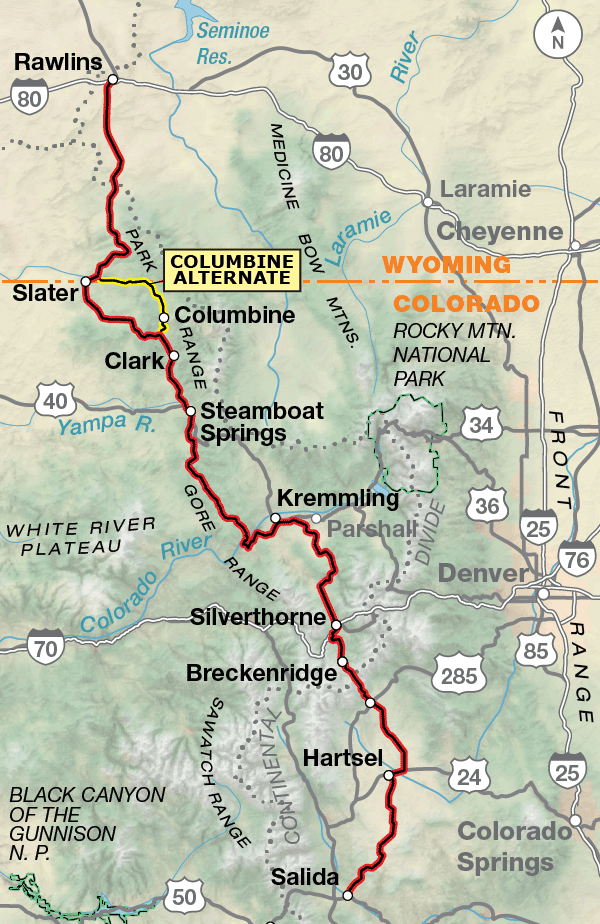 Seminoe
Res.
N
Rawlins
80
30
River
80
MEDICINE
BOW
MTNS.
Laramie
Laramie
Cheyenne
PARK
RANGE
COLUMBINE
ALTERNATE
WYOMING
COLORADO
Slater
Columbine
ROCKY MTN.
NATIONAL
PARK
Clark
40
Steamboat
Springs
Yampa R.
34
FRONT
RANGE
GORE
RANGE
Kremmling
Parshall
36
25
76
WHITE RIVER
PLATEAU
Colorado River
CONTINENTAL
DIVIDE
Denver
Silverthorne
70
85
Breckenridge
285
SAWATCH RANGE
Hartsel
24
25
BLACK CANYON
OF THE
GUNNISON
N. P.
Colorado
Springs
Salida
50